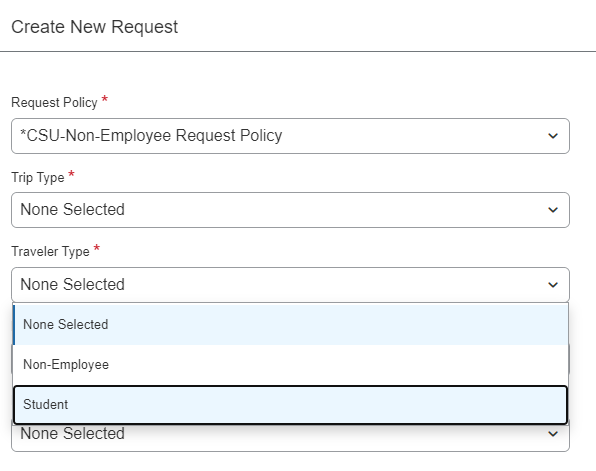 Create New Request
Request Policy *
*CSU-Non-Employee Request Policy
Trip Type *
None Selected
Traveler Type *
None Selected
None Selected
Non-Employee
Student
None Selected